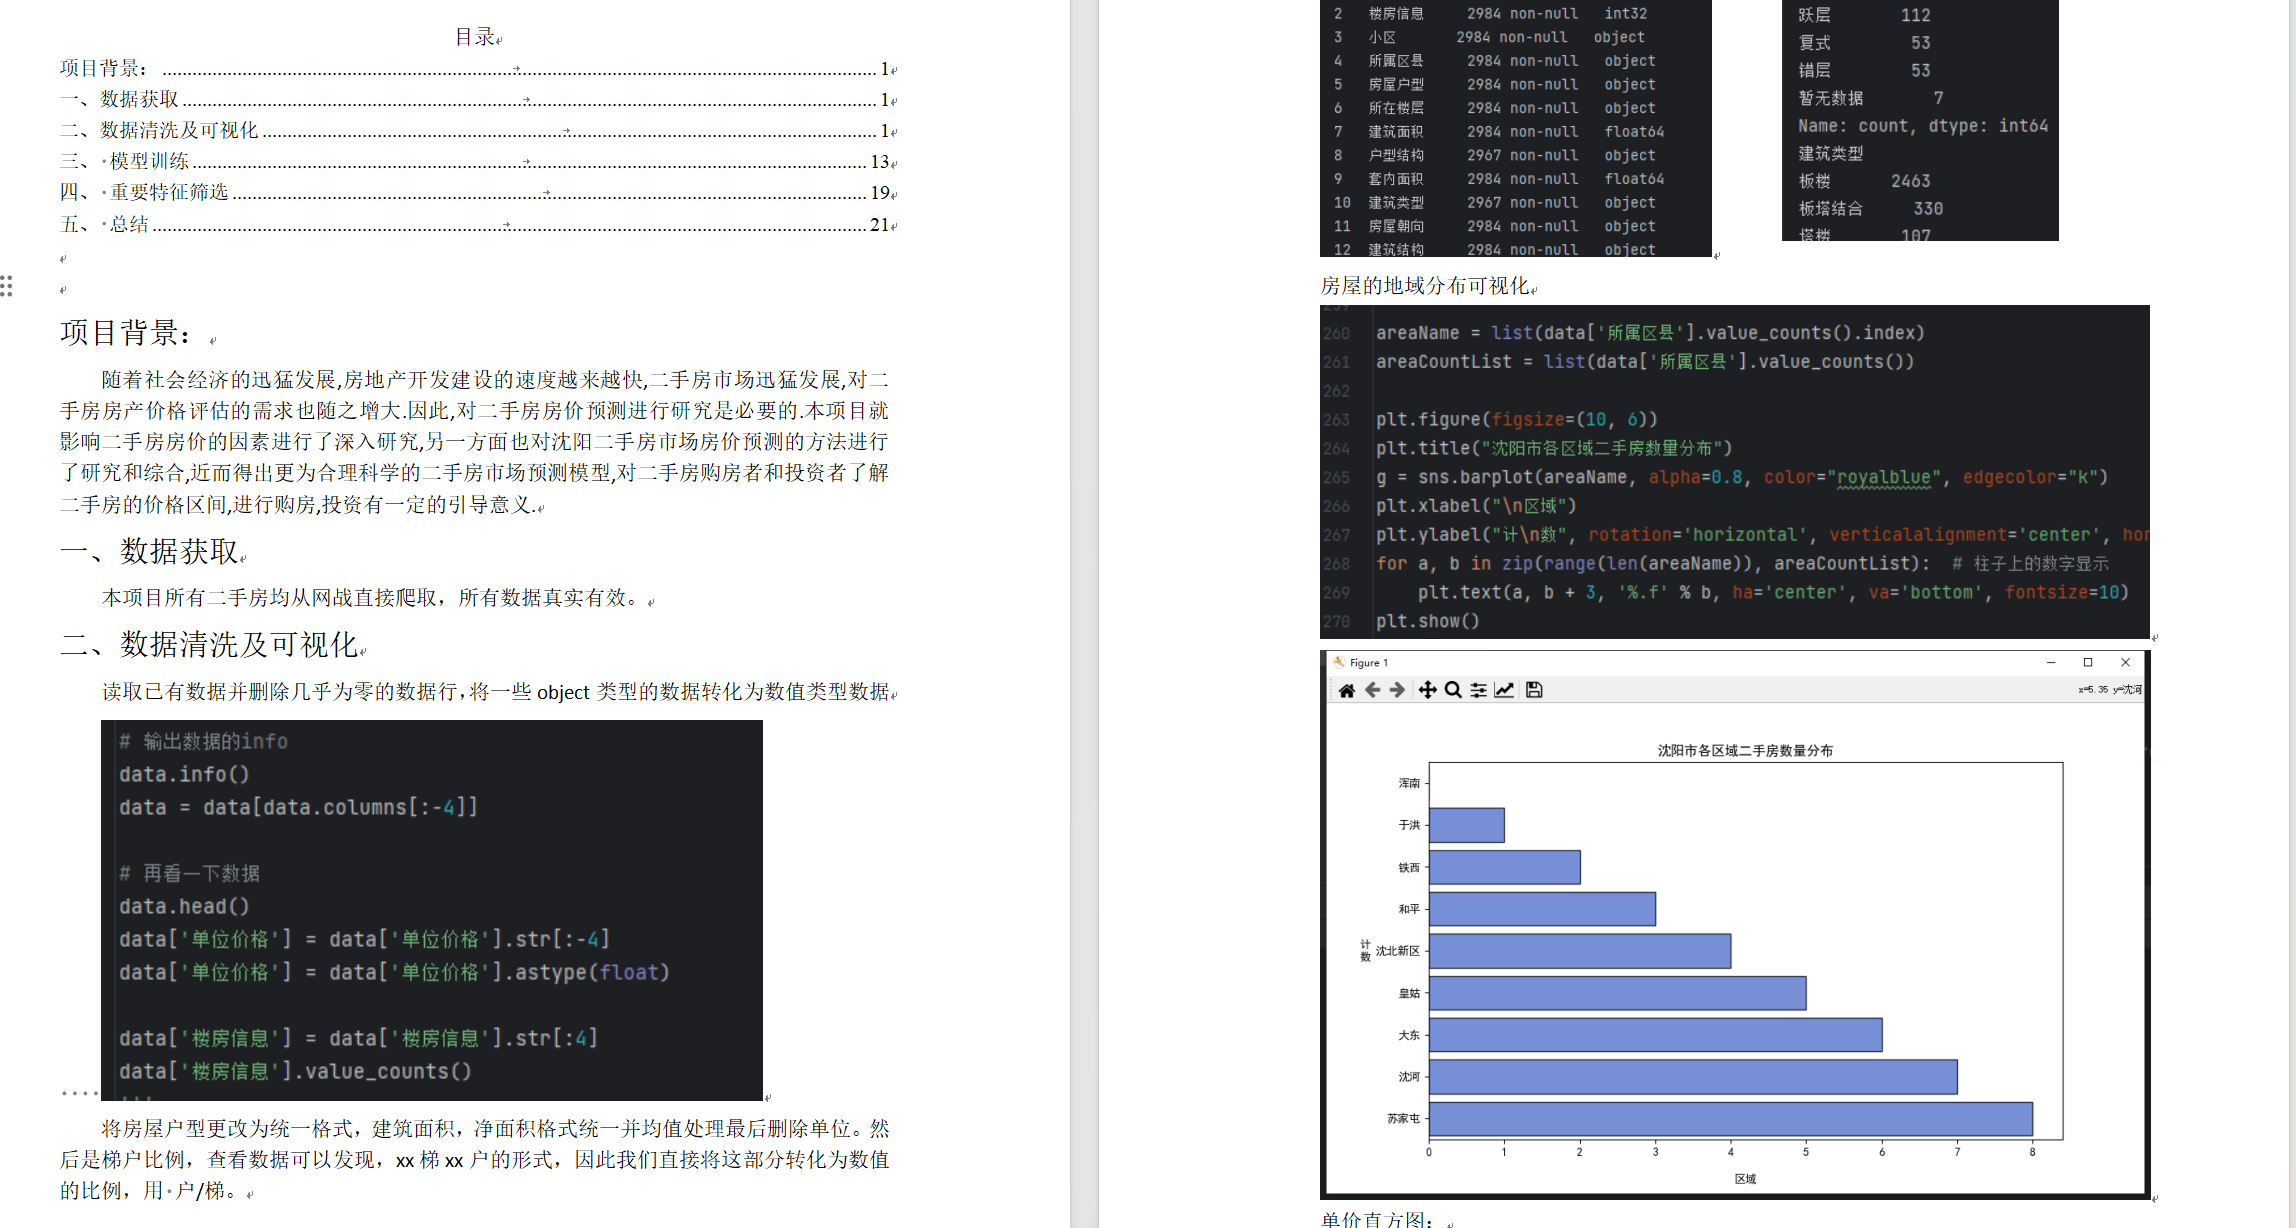 目录
项目背景： 1
一、数据获取 1
二、数据清洗及可视化 1
三、 模型训练 13
四、 重要特征筛选 19
五、 总结 21
项目背景：
随着社会经济的迅猛发展,房地产开发建设的速度越来越快,二手房市场迅猛发展,对二
手房房产价格评估的需求也随之增大.因此,对二手房房价预测进行研究是必要的.本项目就
影响二手房房价的因素进行了深入研究,另一方面也对沈阳二手房市场房价预测的方法进行
了研究和综合,近而得出更为合理科学的二手房市场预测模型,对二手房购房者和投资者了解
二手房的价格区间,进行购房,投资有一定的引导意义.
一、数据获取
本项目所有二手房均从网战直接爬取，所有数据真实有效。
二、数据清洗及可视化
读取已有数据并删除几乎为零的数据行，将一些 object 类型的数据转化为数值类型数据
# 输出数据的info
data.info()
data = data[data.columns[:-4]]
# 再看一下数据
data.head()
data['单位价格'] = data['单位价格'].str[:-4]
data['单位价格'] = data['单位价格'].astype(float)
data['楼房信息'] = data['楼房信息'].str[:4]
data['楼房信息'].value_counts()
将房屋户型更改为统一格式，建筑面积，净面积格式统一并均值处理最后删除单位。然
后是梯户比例，查看数据可以发现，xx 梯 xx 户的形式，因此我们直接将这部分转化为数值
的比例，用 户/梯。
2 楼房信息 2984 non-null int32
3 小区 2984 non-null object
4 所属区县 2984 non-null object
5 房屋户型 2984 non-null object
6 所在楼层 2984 non-null object
7 建筑面积 2984 non-null float64
8 户型结构 2967 non-null object
9 套内面积 2984 non-null float64
10 建筑类型 2967 non-null object
11 房屋朝向 2984 non-null object
12 建筑结构 2984 non-null object
跃层 112
复式 53
错层 53
暂无数据 7
Name: count, dtype: int64
建筑类型
板楼 2463
板塔结合 330
塔楼 107
房屋的地域分布可视化
259
260 areaName = list(data['所属区县'].value_counts().index)
261 areaCountList = list(data['所属区县'].value_counts())
262
263 plt.figure(figsize=(10, 6))
264 plt.title("沈阳市各区域二手房数量分布")
265 g = sns.barplot(areaName, alpha=0.8, color="royalblue", edgecolor="k")
266 plt.xlabel("\n区域")
267 plt.ylabel("计\n数", rotation='horizontal', verticalalignment='center', hor
268 for a, b in zip(range(len(areaName)), areaCountList): # 柱子上的数字显示
269 plt.text(a, b + 3, '%.f' % b, ha='center', va='bottom', fontsize=10)
270 plt.show()
Figure 1
x=5.35 y=沈河
沈阳市各区域二手房数量分布
浑南
于洪
铁西
和平
计
数
沈北新区
皇姑
大东
沈河
苏家屯
0 1 2 3 4 5 6 7 8
区域
单价直方图：